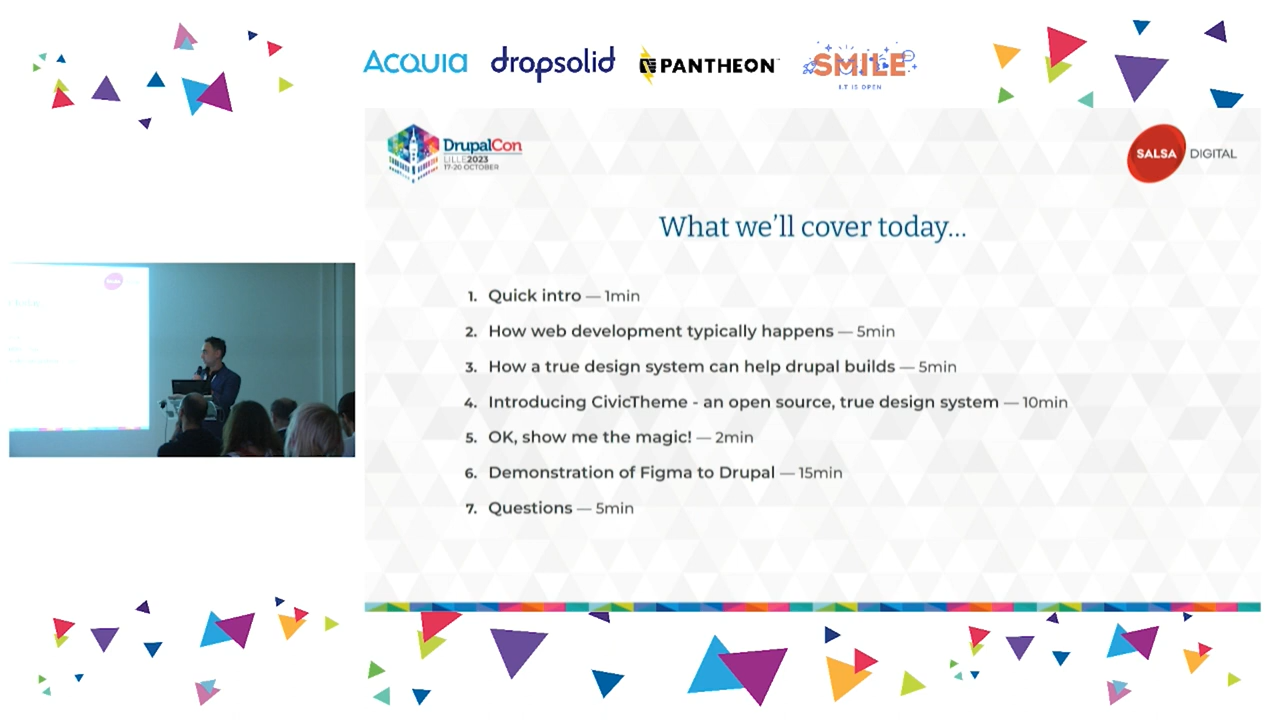 Acquia
dropsolid
PANTHEON
SMILE
I.T IS OPEN
DrupalCon
LILLE2023
17-20 OCTOBER
SALSA DIGITAL
What we'll cover today...
1. Quick intro — 1min
2. How web development typically happens — 5min
3. How a true design system can help drupal builds — 5min
4. Introducing CivicTheme - an open source, true design system — 10min
5. OK, show me the magic! — 2min
6. Demonstration of Figma to Drupal — 15min
7. Questions — 5min